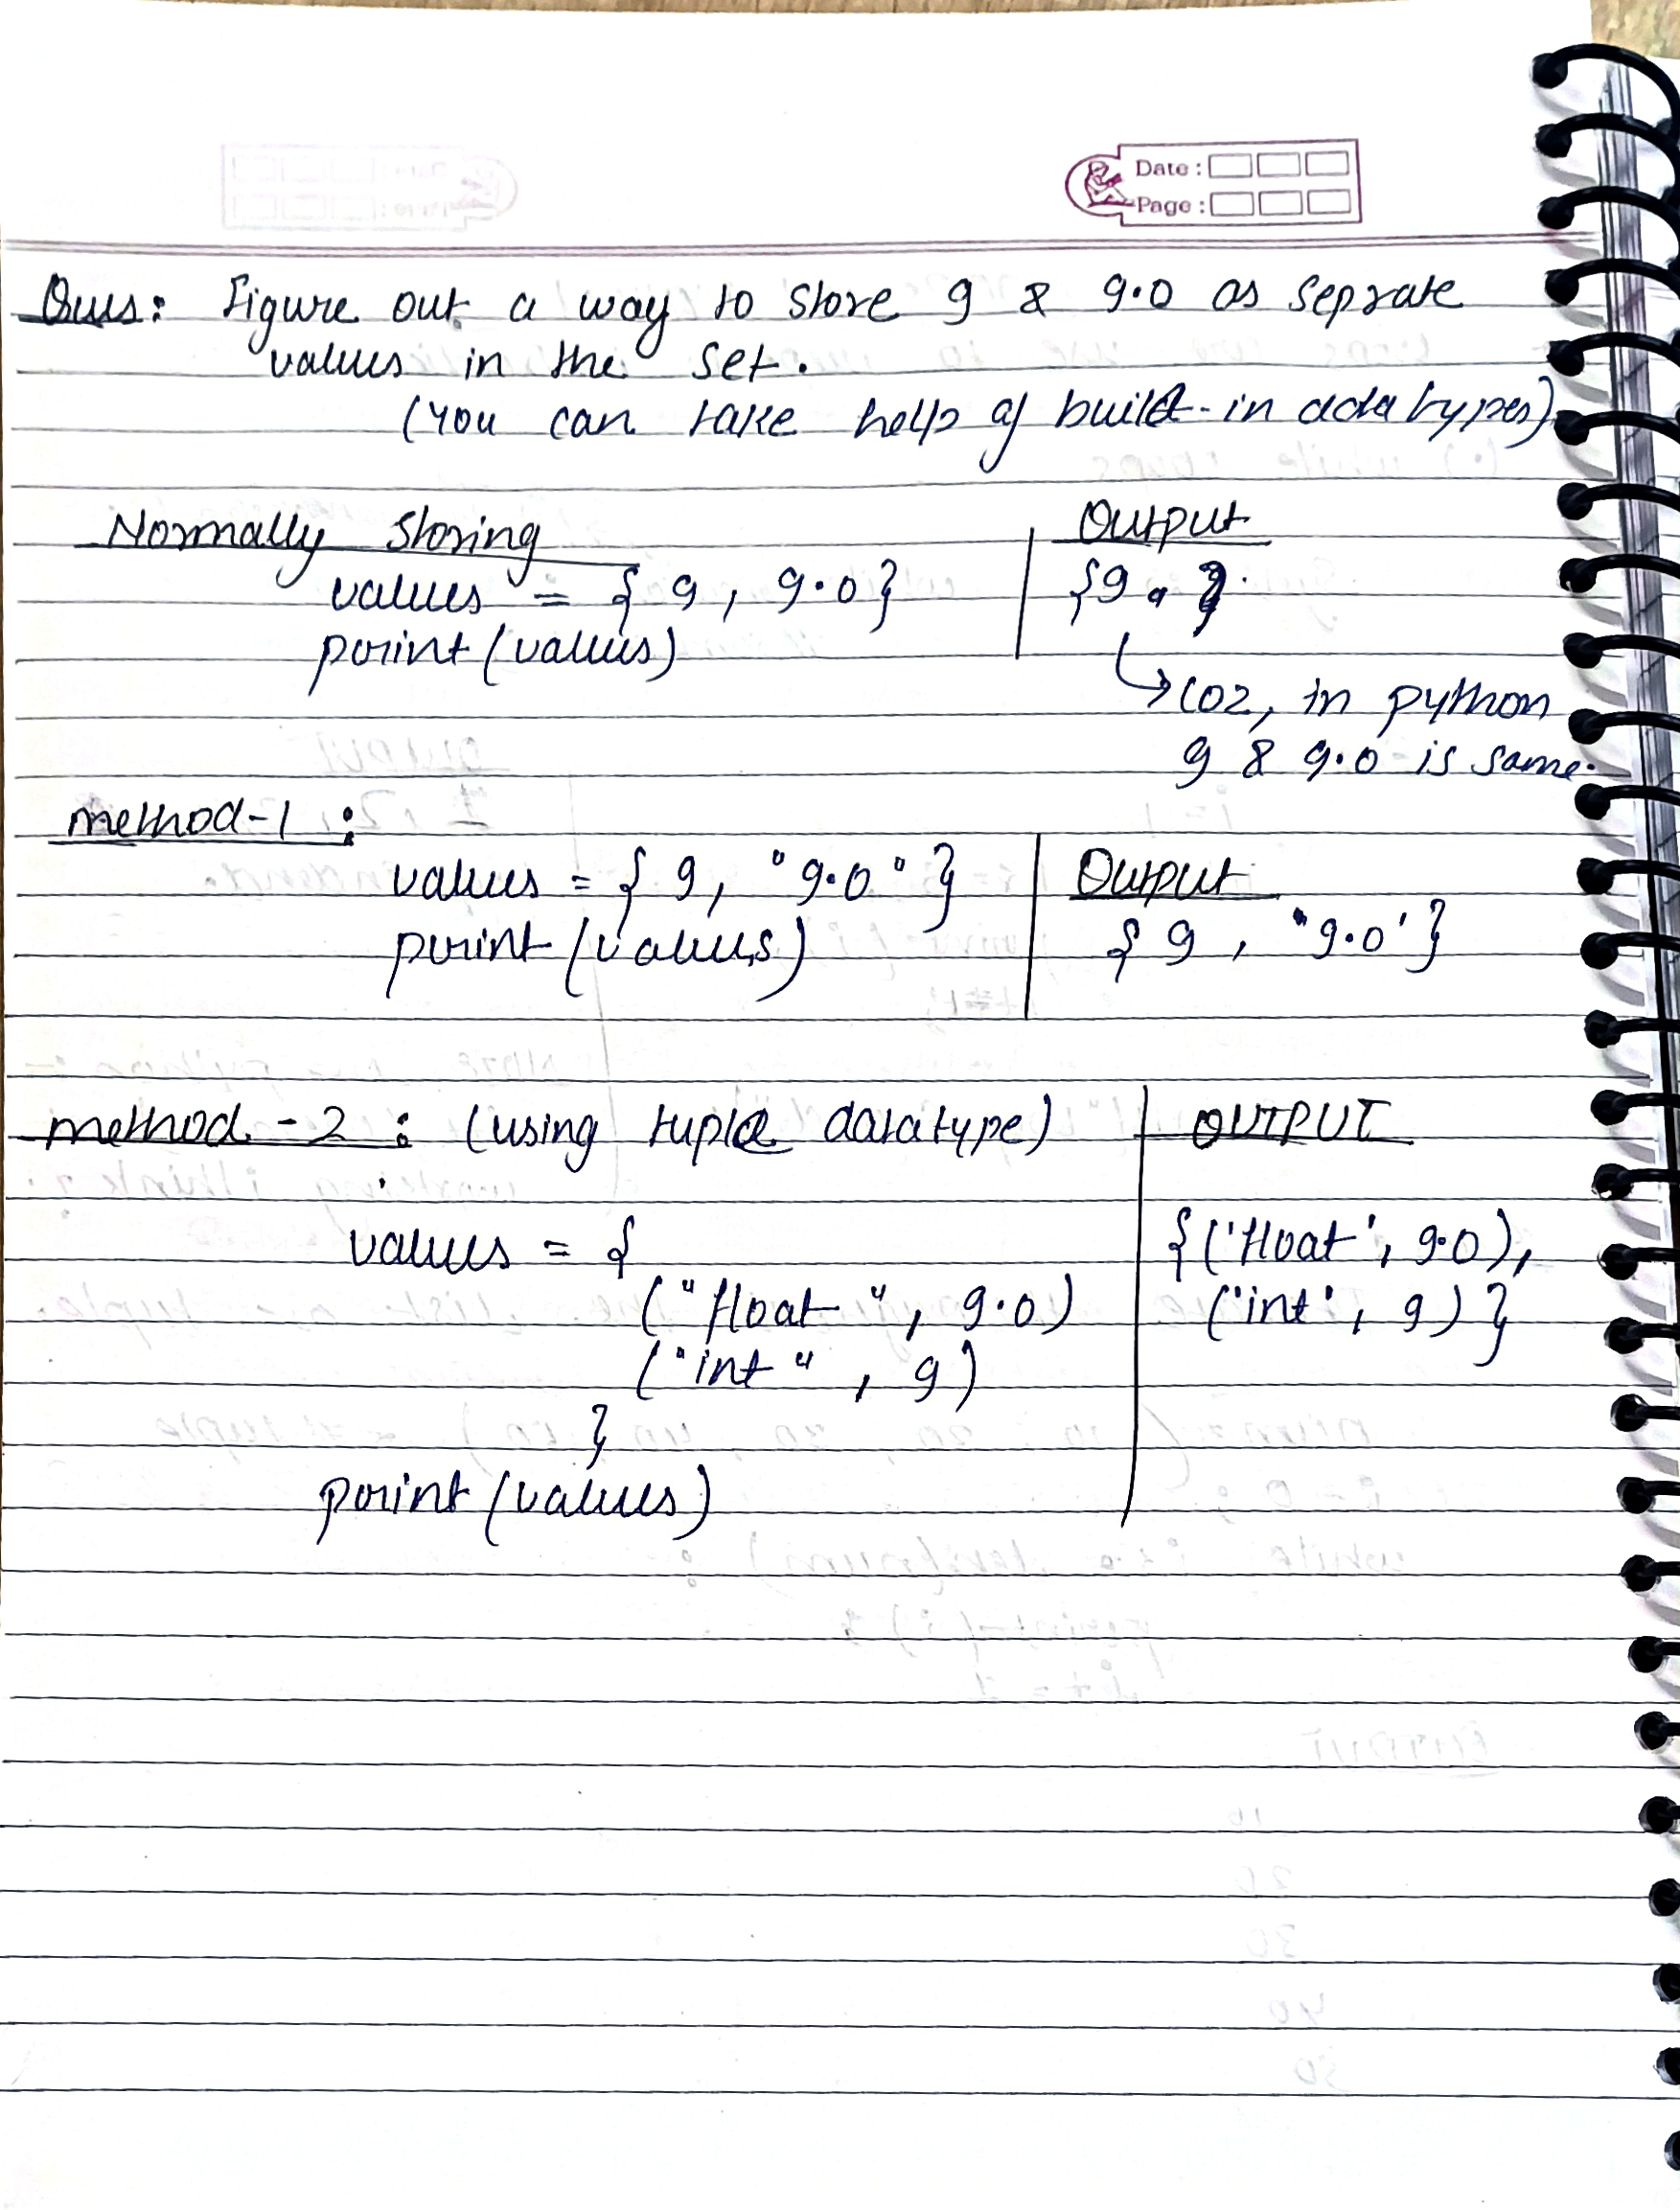 Date :
Page :
Ques: Figure out a way to store 9 & 9.0 as seprate
values in the set.
(You can take help of build-in data types)
Normally Storing
values = { 9, 9.0}
print (values)
Output
{9 }
coz, in python
9 & 9.0 is same.
method-1 :
values = { 9, "9.0" }
print (values)
Output
{ 9, '9.0' }
method - 2 : (using tuple datatype)
values = {
("float", 9.0)
("int", 9)
}
print (values)
OUTPUT
{('float', 9.0),
('int', 9) }